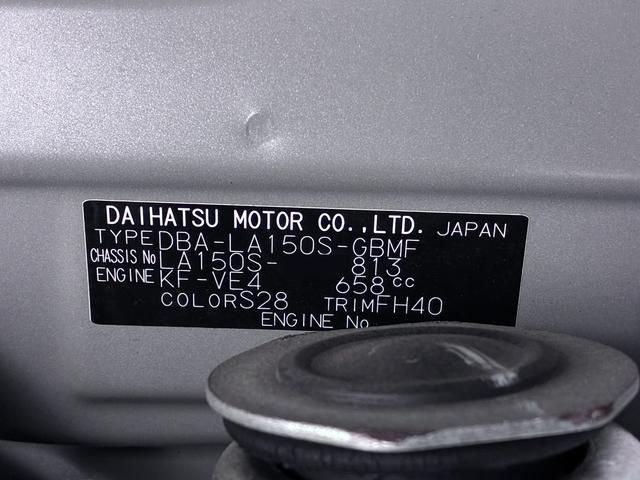 DAIHATSU MOTOR CO.,LTD. JAPAN
TYPE DBA-LA150S-GBMF
CHASSIS No LA150S- 813
ENGINE KF-VE4 658cc
COLOR S28 TRIM FH40
ENGINE No